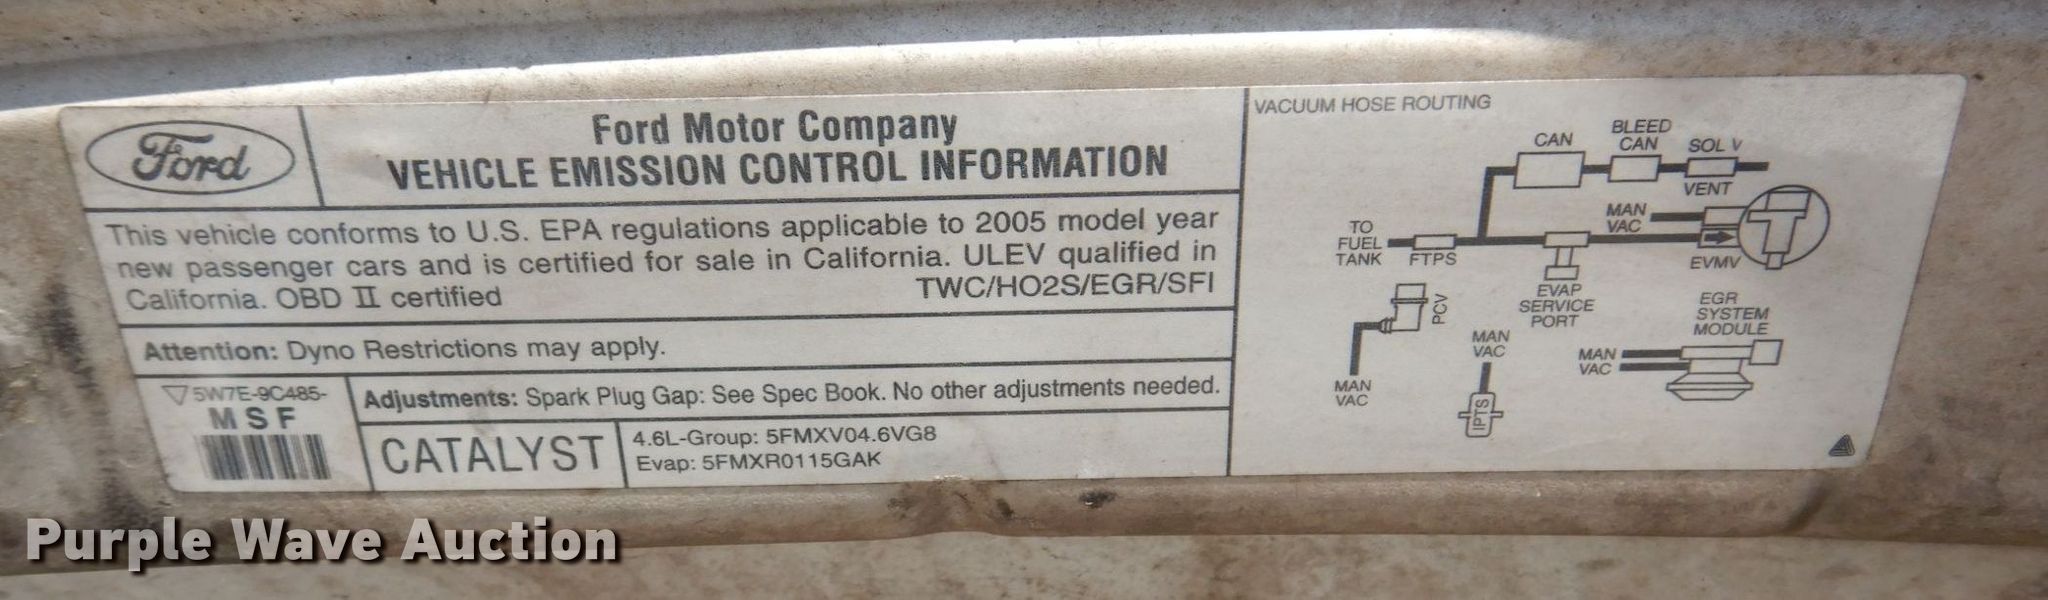 Ford
Ford Motor Company
VEHICLE EMISSION CONTROL INFORMATION
This vehicle conforms to U.S. EPA regulations applicable to 2005 model year
new passenger cars and is certified for sale in California. ULEV qualified in
California. OBD II certified TWC/HO2S/EGR/SFI
Attention: Dyno Restrictions may apply.
5W7E-9C485-
MSF
Adjustments: Spark Plug Gap: See Spec Book. No other adjustments needed.
CATALYST
4.6L-Group: 5FMXV04.6VG8
Evap: 5FMXR0115GAK
VACUUM HOSE ROUTING
CAN
BLEED
CAN
SOL V
VENT
MAN
VAC
TO
FUEL
TANK
FTPS
EVMV
EVAP
SERVICE
PORT
PCV
MAN
VAC
MAN
VAC
IPTS
EGR
SYSTEM
MODULE
MAN
VAC
Purple Wave Auction